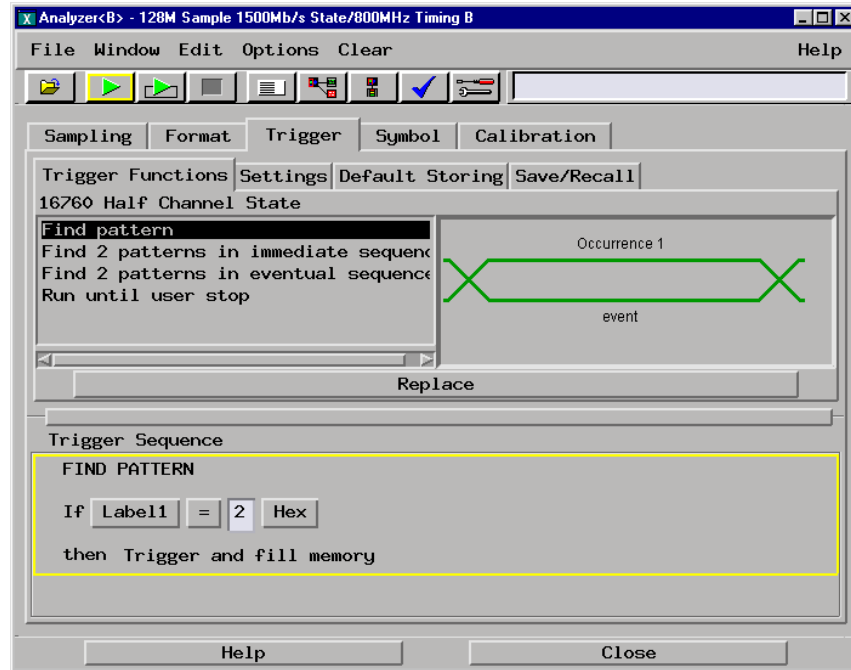 Analyzer<B> - 128M Sample 1500Mb/s State/800MHz Timing B
File Window Edit Options Clear Help
Sampling Format Trigger Symbol Calibration
Trigger Functions Settings Default Storing Save/Recall
16760 Half Channel State
Find pattern
Find 2 patterns in immediate sequenc
Find 2 patterns in eventual sequence
Run until user stop
Occurrence 1
event
Replace
Trigger Sequence
FIND PATTERN
If Label1 = 2 Hex
then Trigger and fill memory
Help Close